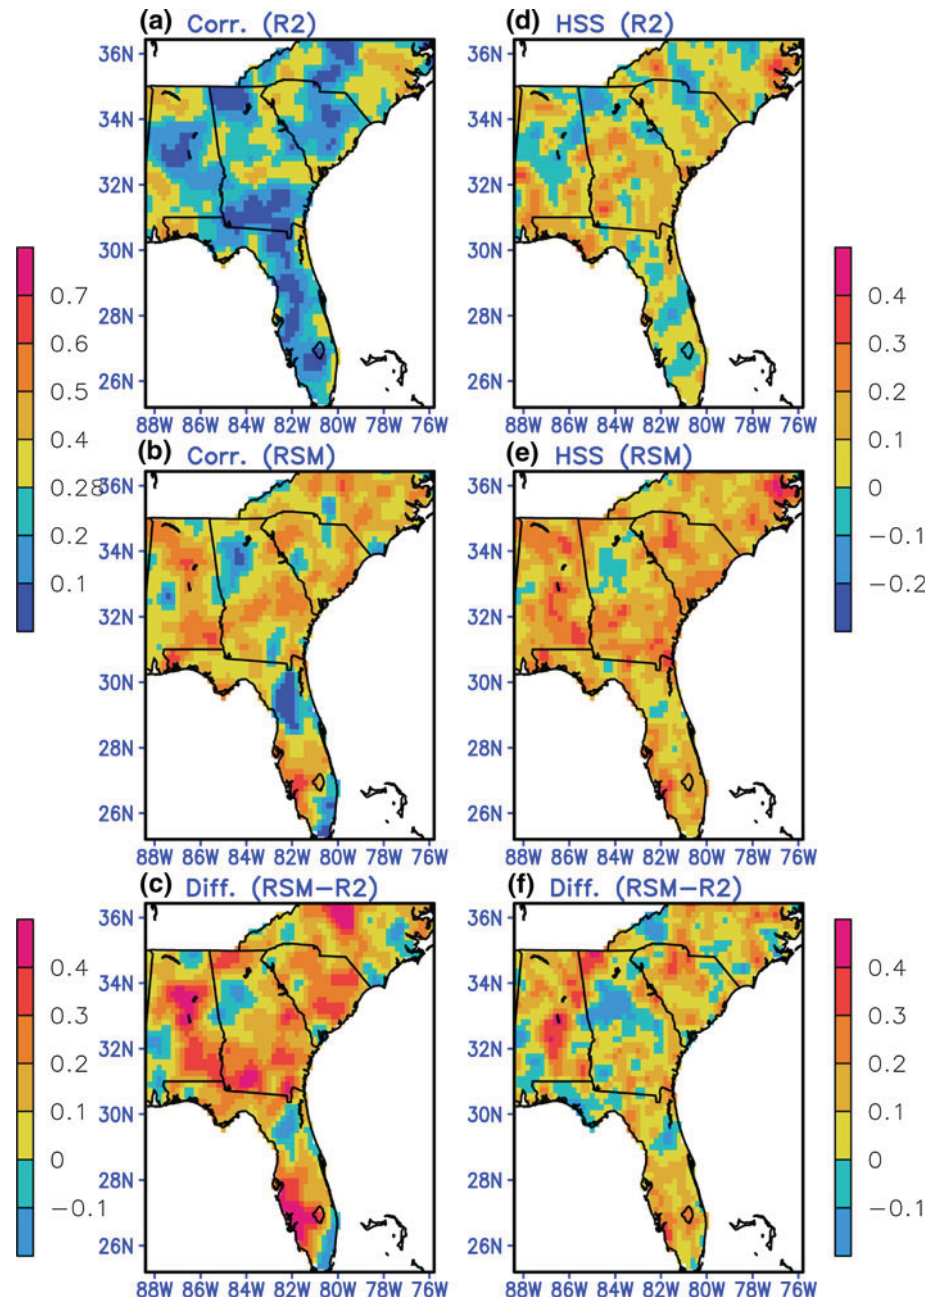 (a) Corr. (R2)
36N
34N
32N
30N
28N
26N
88W 86W 84W 82W 80W 76W
(d) HSS (R2)
36N
34N
32N
30N
28N
26N
88W 86W 84W 82W 80W 76W
0.7
0.6
0.5
0.4
0.28
0.2
0.1
(b) Corr. (RSM)
36N
34N
32N
30N
28N
26N
88W 86W 84W 82W 80W 76W
(e) HSS (RSM)
36N
34N
32N
30N
28N
26N
88W 86W 84W 82W 80W 76W
0.4
0.3
0.2
0.1
0
−0.1
−0.2
(c) Diff. (RSM−R2)
36N
34N
32N
30N
28N
26N
88W 86W 84W 82W 80W 76W
(f) Diff. (RSM−R2)
36N
34N
32N
30N
28N
26N
88W 86W 84W 82W 80W 76W
0.4
0.3
0.2
0.1
0
−0.1
0.4
0.3
0.2
0.1
0
−0.1